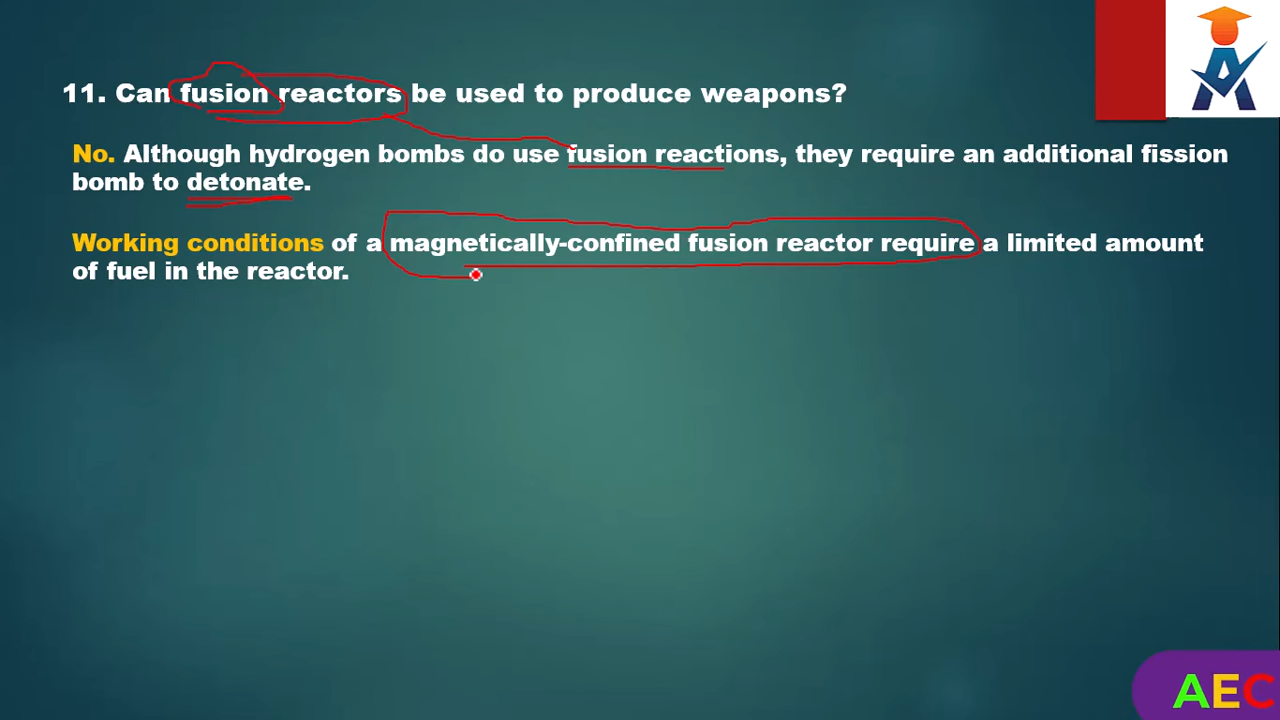 11. Can fusion reactors be used to produce weapons?
No. Although hydrogen bombs do use fusion reactions, they require an additional fission
bomb to detonate.
Working conditions of a magnetically-confined fusion reactor require a limited amount
of fuel in the reactor.
AEC